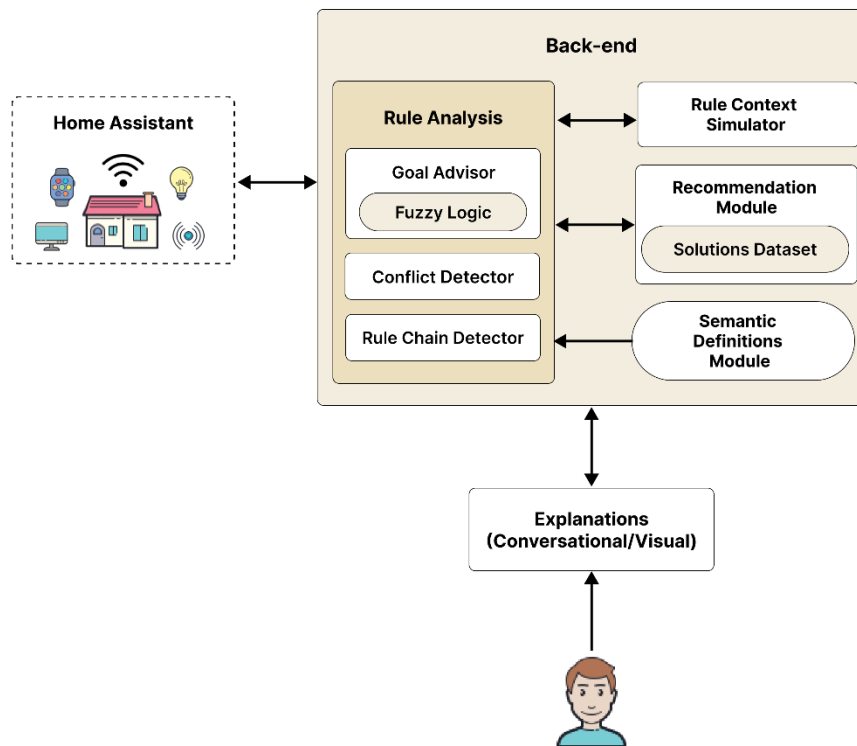 Back-end
Home Assistant
Rule Analysis
Goal Advisor
Fuzzy Logic
Conflict Detector
Rule Chain Detector
Rule Context
Simulator
Recommendation
Module
Solutions Dataset
Semantic
Definitions
Module
Explanations
(Conversational/Visual)